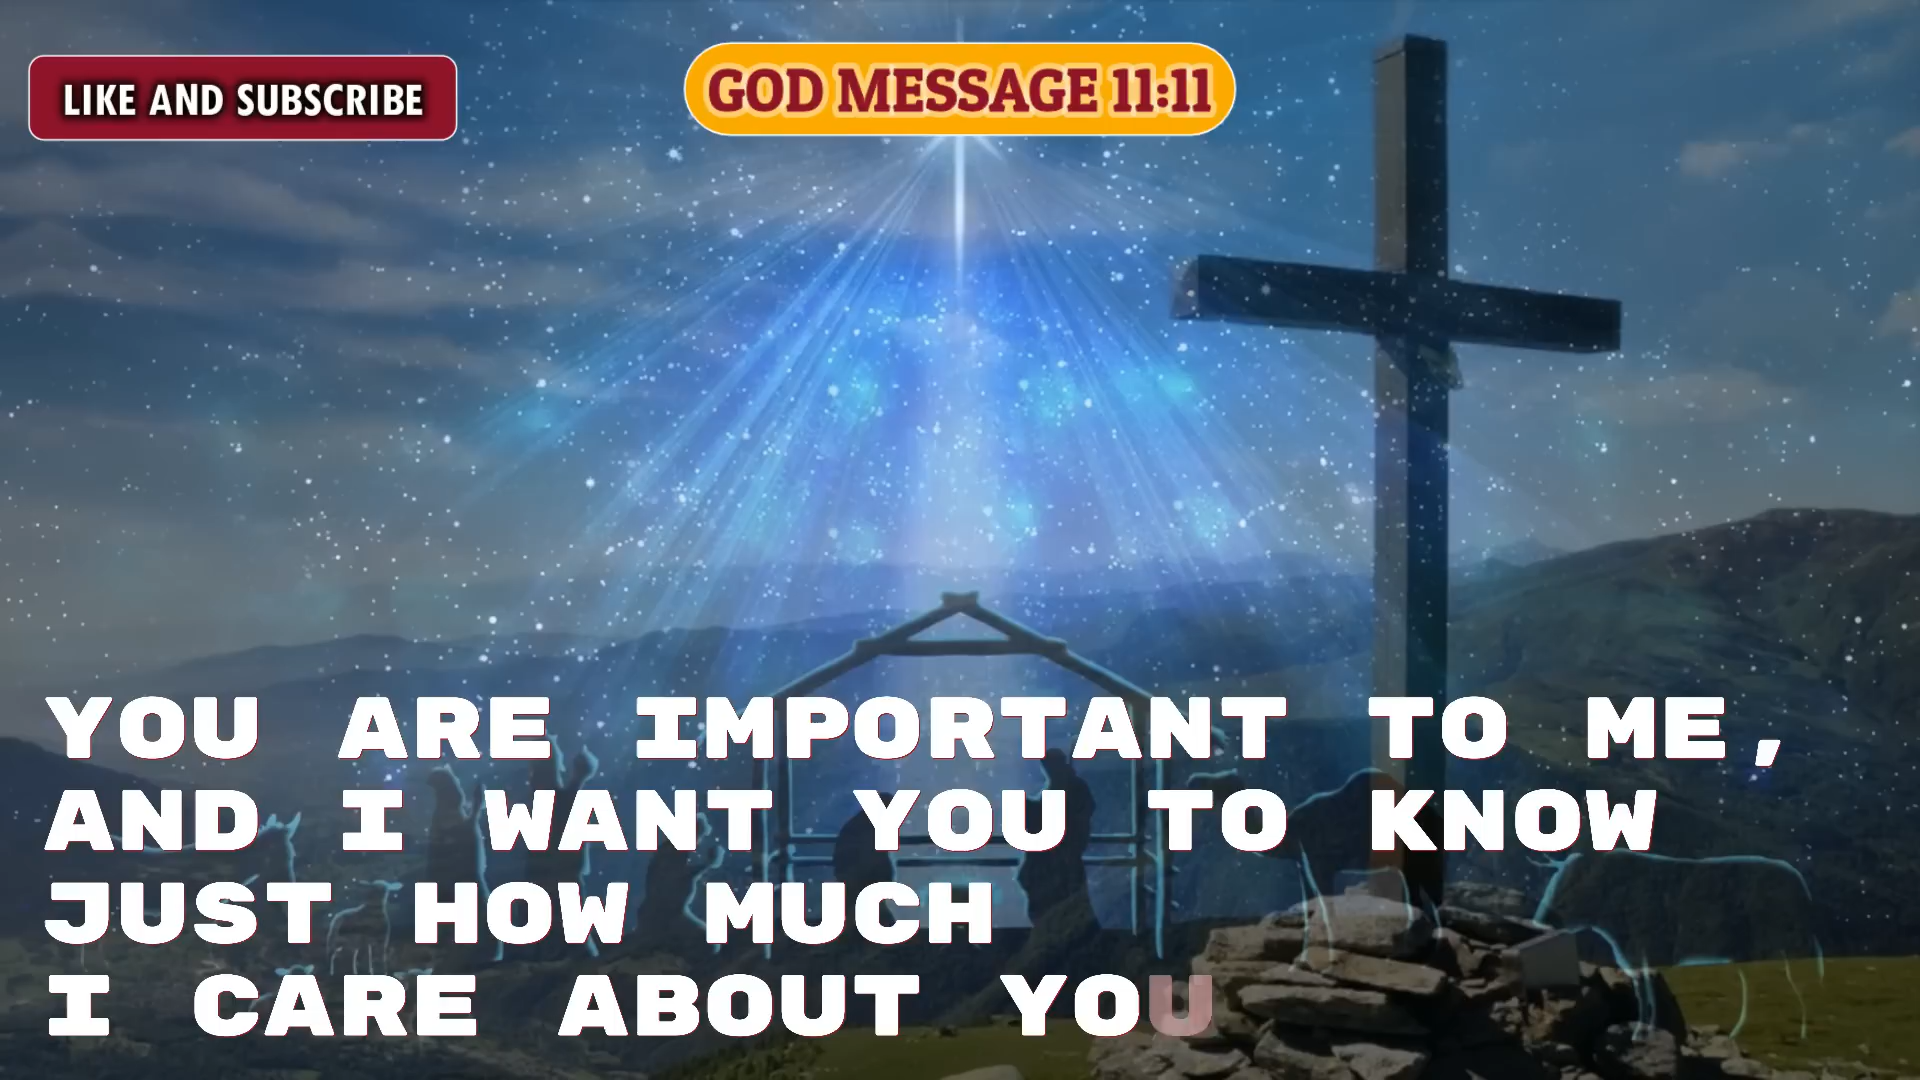 LIKE AND SUBSCRIBE
GOD MESSAGE 11:11
YOU ARE IMPORTANT TO ME,
AND I WANT YOU TO KNOW
JUST HOW MUCH
I CARE ABOUT YOU